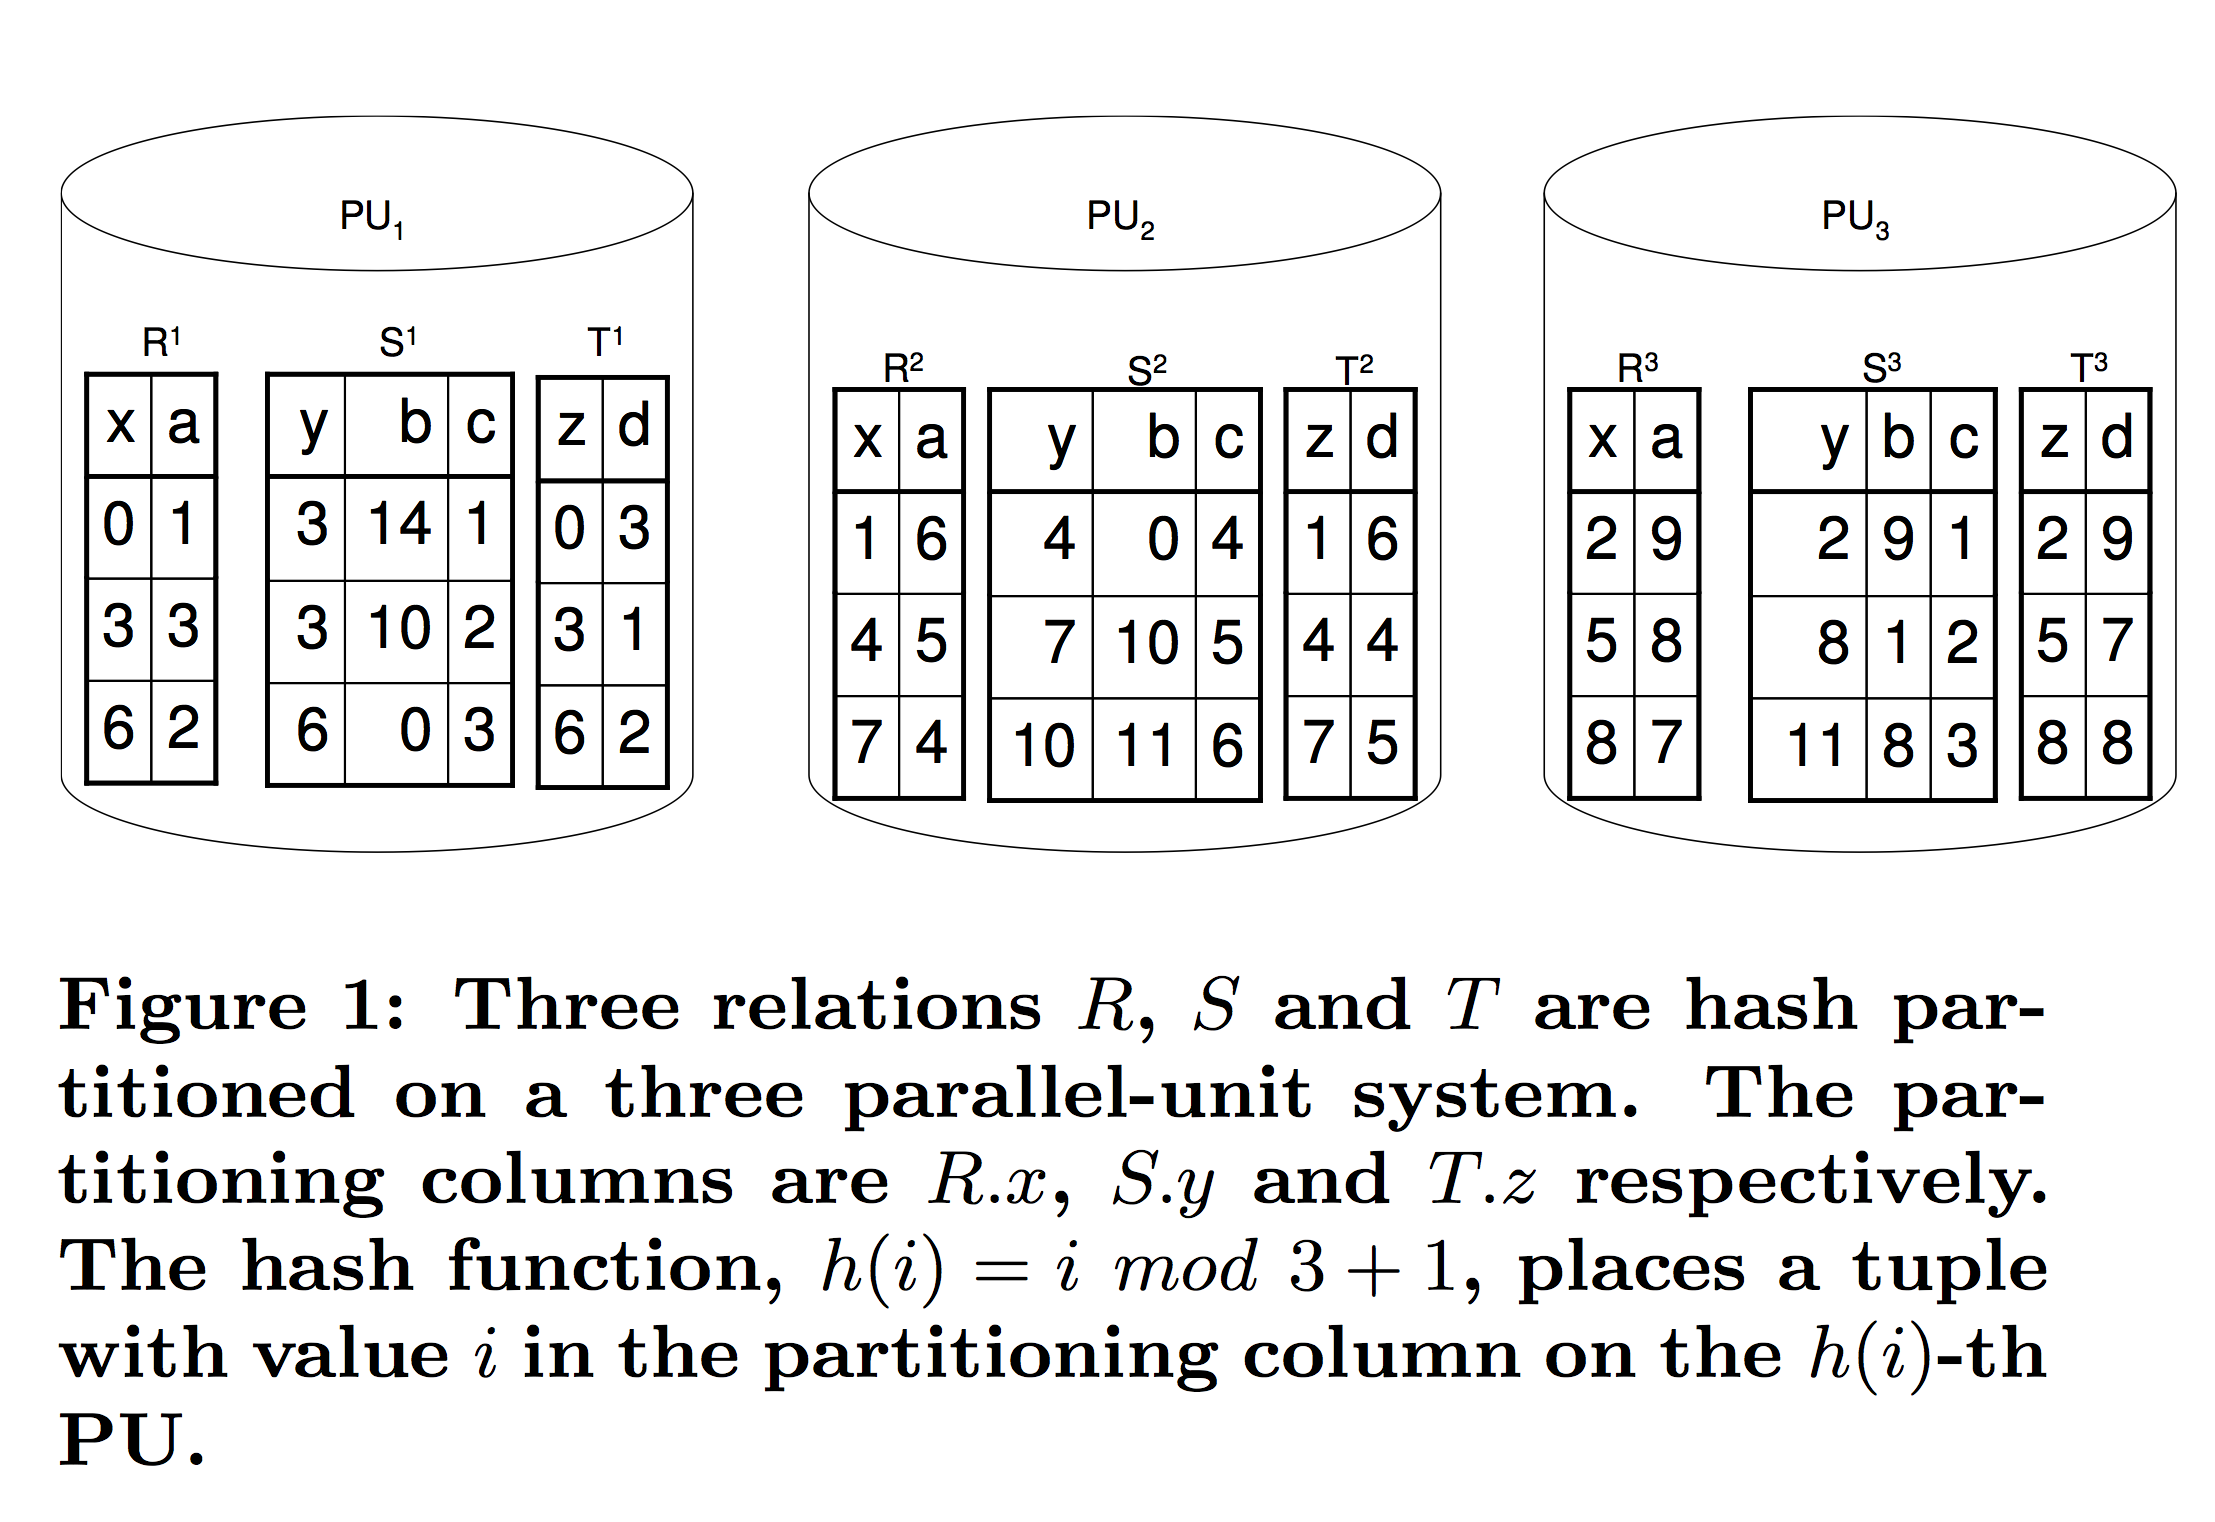 PU1 PU2 PU3
R1 S1 T1 R2 S2 T2 R3 S3 T3
x a y b c z d x a y b c z d x a y b c z d
0 1 3 14 1 0 3 1 6 4 0 4 1 6 2 9 2 9 1 2 9
3 3 3 10 2 3 1 4 5 7 10 5 4 4 5 8 8 1 2 5 7
6 2 6 0 3 6 2 7 4 10 11 6 7 5 8 7 11 8 3 8 8
Figure 1: Three relations R, S and T are hash par-
titioned on a three parallel-unit system. The par-
titioning columns are R.x, S.y and T.z respectively.
The hash function, h(i) = i mod 3 + 1, places a tuple
with value i in the partitioning column on the h(i)-th
PU.